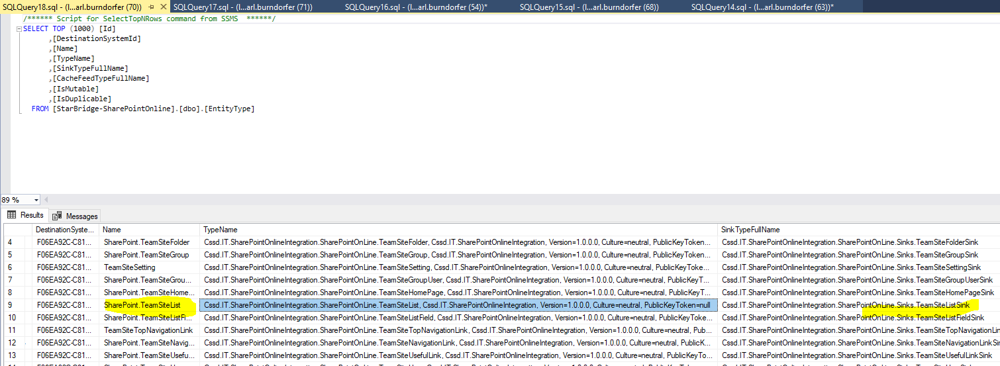 SQLQuery18.sql - (l...arl.burndorfer (70)) SQLQuery17.sql - (l...arl.burndorfer (71)) SQLQuery16.sql - (l...arl.burndorfer (54))* SQLQuery15.sql - (l...arl.burndorfer (68)) SQLQuery14.sql - (l...arl.burndorfer (63))*
/****** Script for SelectTopNRows command from SSMS ******/
SELECT TOP (1000) [Id]
,[DestinationSystemId]
,[Name]
,[TypeName]
,[SinkTypeFullName]
,[CacheFeedTypeFullName]
,[IsMutable]
,[IsDuplicable]
FROM [StarBridge-SharePointOnline].[dbo].[EntityType]
89 %
Results Messages
DestinationSyste... Name TypeName SinkTypeFullName
4 F06EA92C-C81... SharePoint.TeamSiteFolder Cssd.IT.SharePointOnlineIntegration.SharePointOnLine.TeamSiteFolder, Cssd.IT.SharePointOnlineIntegration, Version=1.0.0.0, Culture=neutral, PublicKeyToken... Cssd.IT.SharePointOnlineIntegration.SharePointOnLine.Sinks.TeamSiteFolderSink
5 F06EA92C-C81... SharePoint.TeamSiteGroup Cssd.IT.SharePointOnlineIntegration.SharePointOnLine.TeamSiteGroup, Cssd.IT.SharePointOnlineIntegration, Version=1.0.0.0, Culture=neutral, PublicKeyToken... Cssd.IT.SharePointOnlineIntegration.SharePointOnLine.Sinks.TeamSiteGroupSink
6 F06EA92C-C81... TeamSiteSetting Cssd.IT.SharePointOnlineIntegration.SharePointOnLine.TeamSiteSetting, Cssd.IT.SharePointOnlineIntegration, Version=1.0.0.0, Culture=neutral, PublicKeyToke... Cssd.IT.SharePointOnlineIntegration.SharePointOnLine.Sinks.TeamSiteSettingSink
7 F06EA92C-C81... SharePoint.TeamSiteGrou... Cssd.IT.SharePointOnlineIntegration.SharePointOnLine.TeamSiteGroupUser, Cssd.IT.SharePointOnlineIntegration, Version=1.0.0.0, Culture=neutral, PublicKeyT... Cssd.IT.SharePointOnlineIntegration.SharePointOnLine.Sinks.TeamSiteGroupUserSink
8 F06EA92C-C81... SharePoint.TeamSiteHome... Cssd.IT.SharePointOnlineIntegration.SharePointOnLine.TeamSiteHomePage, Cssd.IT.SharePointOnlineIntegration, Version=1.0.0.0, Culture=neutral, PublicKeyT... Cssd.IT.SharePointOnlineIntegration.SharePointOnLine.Sinks.TeamSiteHomePageSink
9 F06EA92C-C81... SharePoint.TeamSiteList Cssd.IT.SharePointOnlineIntegration.SharePointOnLine.TeamSiteList, Cssd.IT.SharePointOnlineIntegration, Version=1.0.0.0, Culture=neutral, PublicKeyToken=null Cssd.IT.SharePointOnlineIntegration.SharePointOnLine.Sinks.TeamSiteListSink
10 F06EA92C-C81... SharePoint.TeamSiteListFi... Cssd.IT.SharePointOnlineIntegration.SharePointOnLine.TeamSiteListField, Cssd.IT.SharePointOnlineIntegration, Version=1.0.0.0, Culture=neutral, PublicKeyToke... Cssd.IT.SharePointOnlineIntegration.SharePointOnLine.Sinks.TeamSiteListFieldSink
11 F06EA92C-C81... TeamSiteTopNavigationLink Cssd.IT.SharePointOnlineIntegration.SharePointOnLine.TeamSiteTopNavigationLink, Cssd.IT.SharePointOnlineIntegration, Version=1.0.0.0, Culture=neutral, Pub... Cssd.IT.SharePointOnlineIntegration.SharePointOnLine.Sinks.TeamSiteTopNavigationLin
12 F06EA92C-C81... SharePoint.TeamSiteNavig... Cssd.IT.SharePointOnlineIntegration.SharePointOnLine.TeamSiteNavigationLink, Cssd.IT.SharePointOnlineIntegration, Version=1.0.0.0, Culture=neutral, PublicK... Cssd.IT.SharePointOnlineIntegration.SharePointOnLine.Sinks.TeamSiteNavigationLinkSin
13 F06EA92C-C81... SharePoint.TeamSiteUsefu... Cssd.IT.SharePointOnlineIntegration.SharePointOnLine.TeamSiteUsefulLink, Cssd.IT.SharePointOnlineIntegration, Version=1.0.0.0, Culture=neutral, PublicKeyT... Cssd.IT.SharePointOnlineIntegration.SharePointOnLine.Sinks.TeamSiteUsefulLinkSink